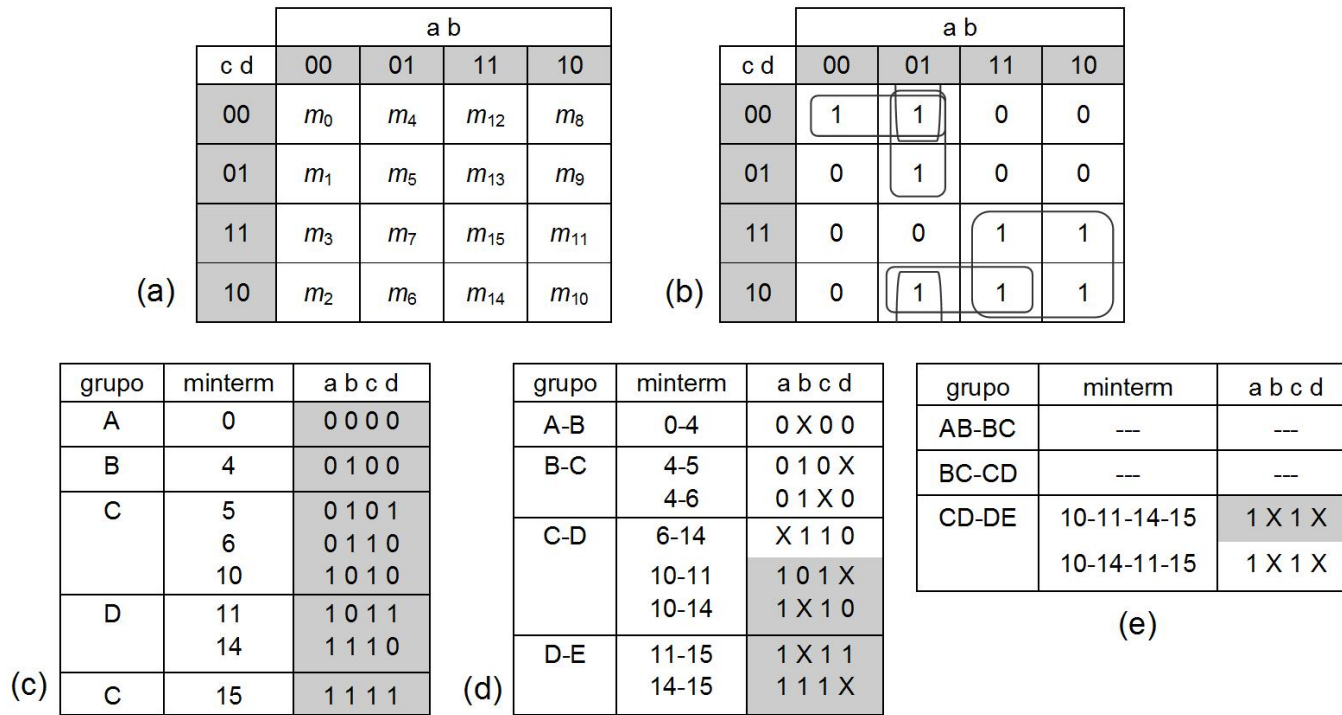 a b
c d 00 01 11 10
00 m0 m4 m12 m8
01 m1 m5 m13 m9
11 m3 m7 m15 m11
10 m2 m6 m14 m10
(a)
a b
c d 00 01 11 10
00 1 1 0 0
01 0 1 0 0
11 0 0 1 1
10 0 1 1 1
(b)
grupo minterm a b c d
A 0 0 0 0 0
B 4 0 1 0 0
C 5 0 1 0 1
6 0 1 1 0
10 1 0 1 0
D 11 1 0 1 1
14 1 1 1 0
C 15 1 1 1 1
(c)
grupo minterm a b c d
A-B 0-4 0 X 0 0
B-C 4-5 0 1 0 X
4-6 0 1 X 0
C-D 6-14 X 1 1 0
10-11 1 0 1 X
10-14 1 X 1 0
D-E 11-15 1 X 1 1
14-15 1 1 1 X
(d)
grupo minterm a b c d
AB-BC --- ---
BC-CD --- ---
CD-DE 10-11-14-15 1 X 1 X
10-14-11-15 1 X 1 X
(e)